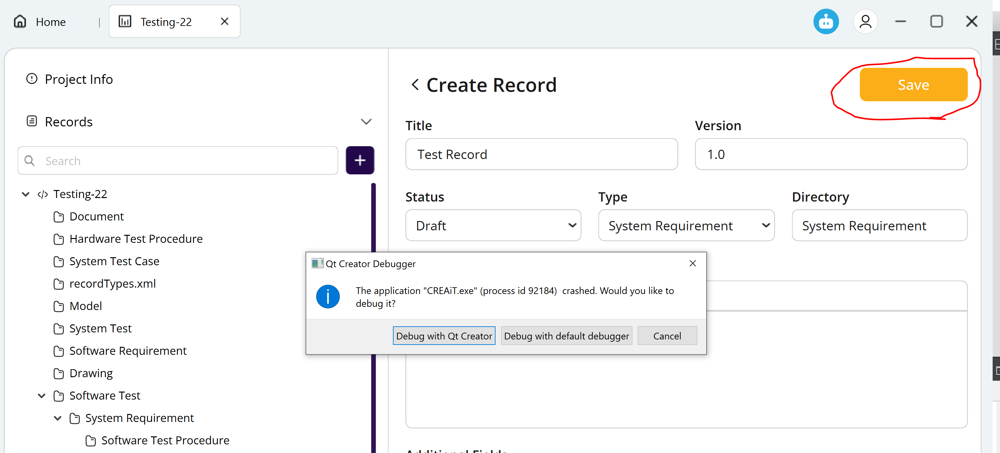 Home | Testing-22
Project Info
Records
Search
Testing-22
Document
Hardware Test Procedure
System Test Case
recordTypes.xml
Model
System Test
Software Requirement
Drawing
Software Test
System Requirement
Software Test Procedure
Create Record
Save
Title Version
Test Record 1.0
Status Type Directory
Draft System Requirement System Requirement
Qt Creator Debugger
The application "CREAiT.exe" (process id 92184)  crashed. Would you like to
debug it?
Debug with Qt Creator Debug with default debugger Cancel
Additional Fields